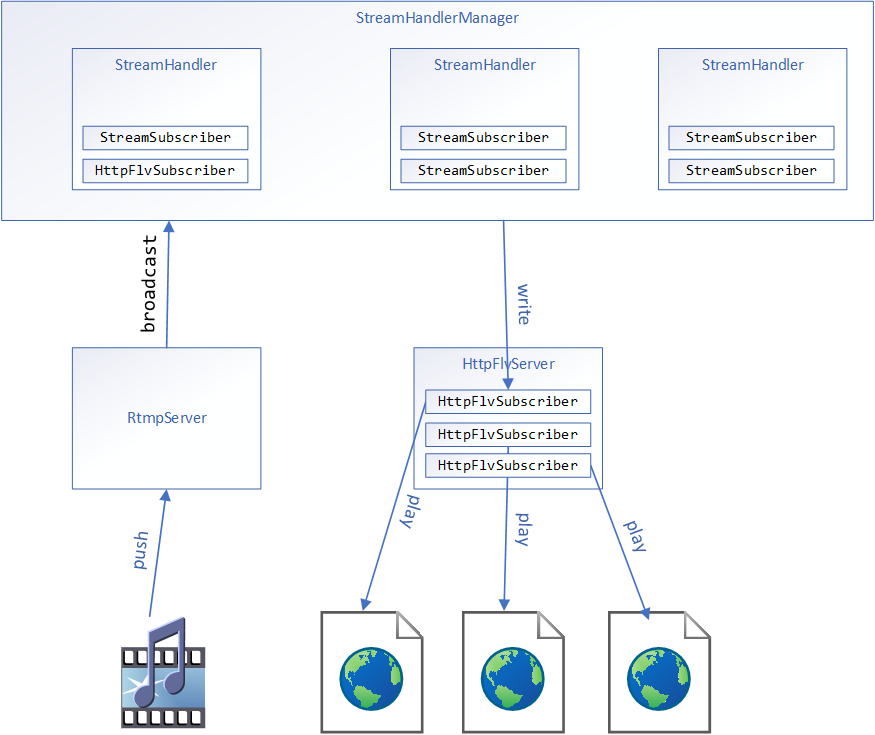 StreamHandlerManager
StreamHandler
StreamHandler
StreamHandler
StreamSubscriber
StreamSubscriber
StreamSubscriber
HttpFlvSubscriber
StreamSubscriber
StreamSubscriber
broadcast
write
RtmpServer
HttpFlvServer
HttpFlvSubscriber
HttpFlvSubscriber
HttpFlvSubscriber
push
play
play
play